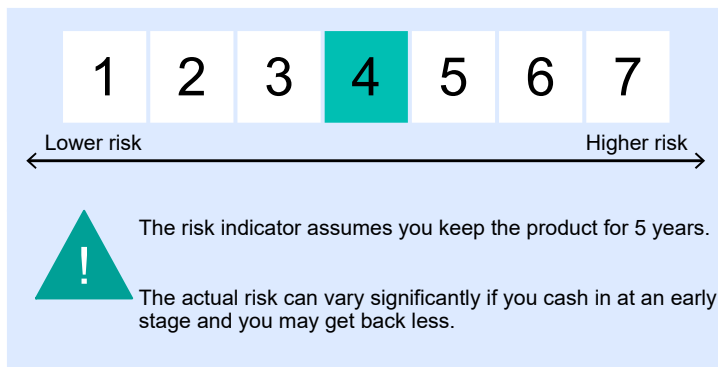 1 2 3 4 5 6 7
Lower risk Higher risk
The risk indicator assumes you keep the product for 5 years.
!
The actual risk can vary significantly if you cash in at an early
stage and you may get back less.